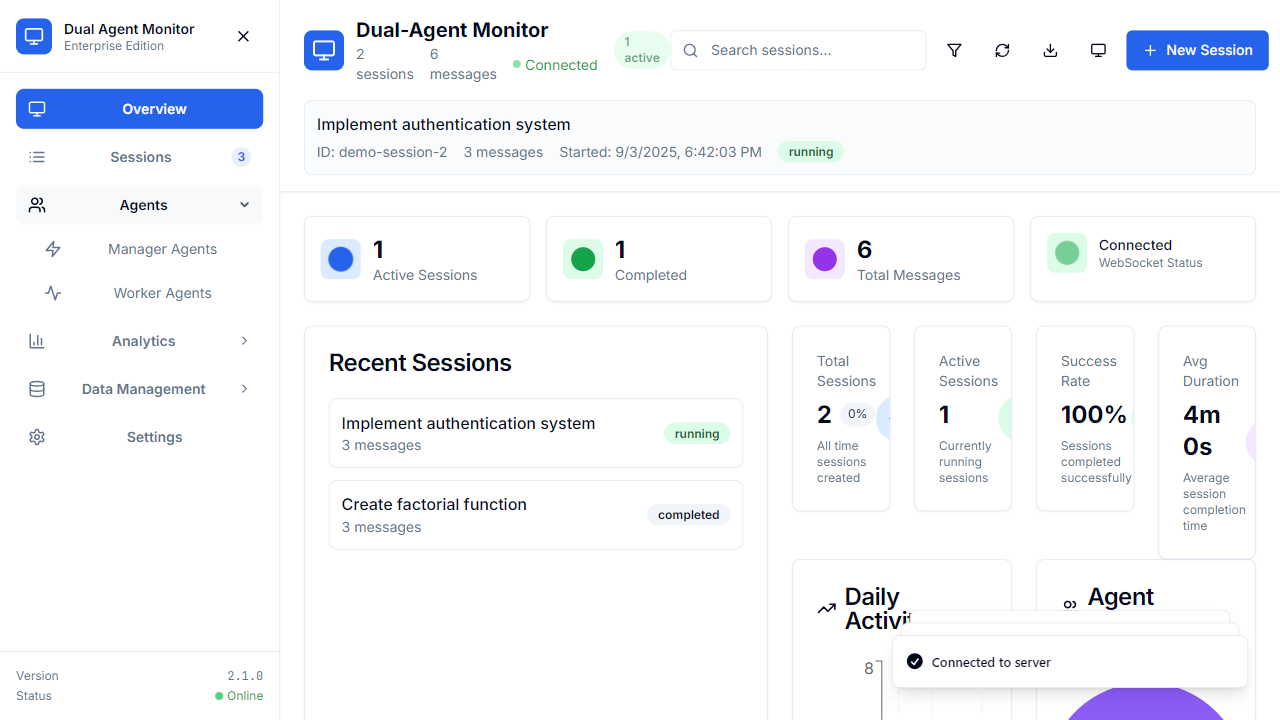 Dual Agent Monitor
Enterprise Edition
Overview
Sessions 3
Agents
Manager Agents
Worker Agents
Analytics
Data Management
Settings
Version 2.1.0
Status Online
Dual-Agent Monitor
2 sessions
6 messages
Connected
1 active
Search sessions...
New Session
Implement authentication system
ID: demo-session-2 3 messages Started: 9/3/2025, 6:42:03 PM running
1
Active Sessions
1
Completed
6
Total Messages
Connected
WebSocket Status
Recent Sessions
Implement authentication system
3 messages
running
Create factorial function
3 messages
completed
Total
Sessions
2 0%
All time
sessions
created
Active
Sessions
1
Currently
running
sessions
Success
Rate
100%
Sessions
completed
successfully
Avg
Duration
4m
0s
Average
session
completion
time
Daily
Activi
8
Agent
Connected to server